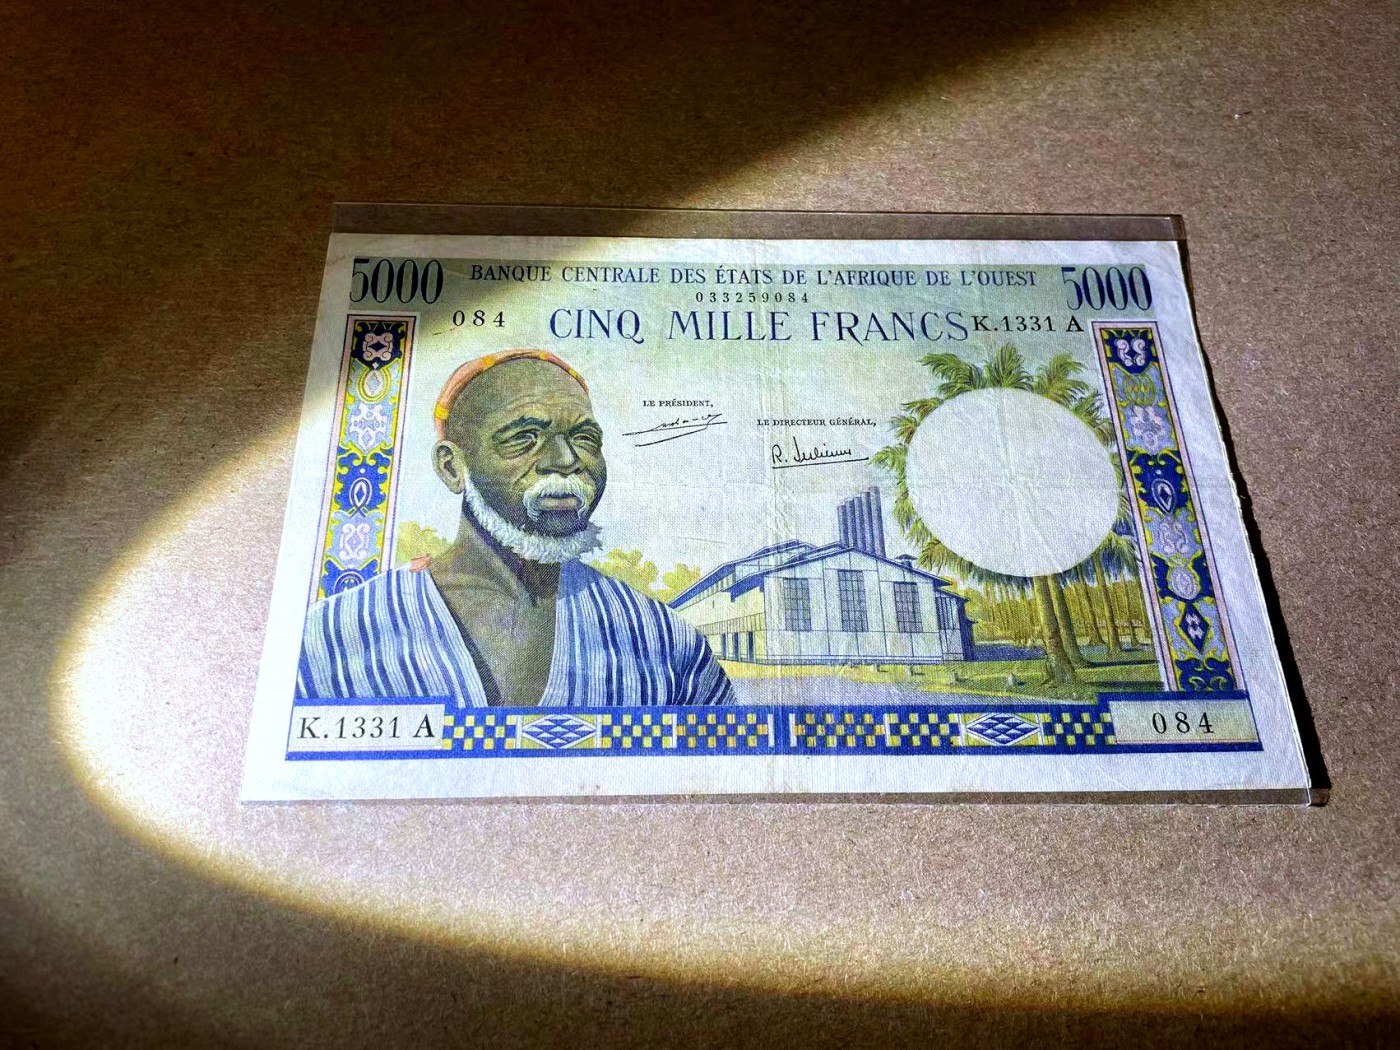 5000 BANQUE CENTRALE DES ÉTATS DE L'AFRIQUE DE L'OUEST 5000
033259084
084 CINQ MILLE FRANCS K.1331 A
LE PRÉSIDENT,
LE DIRECTEUR GÉNÉRAL,
K.1331 A 084